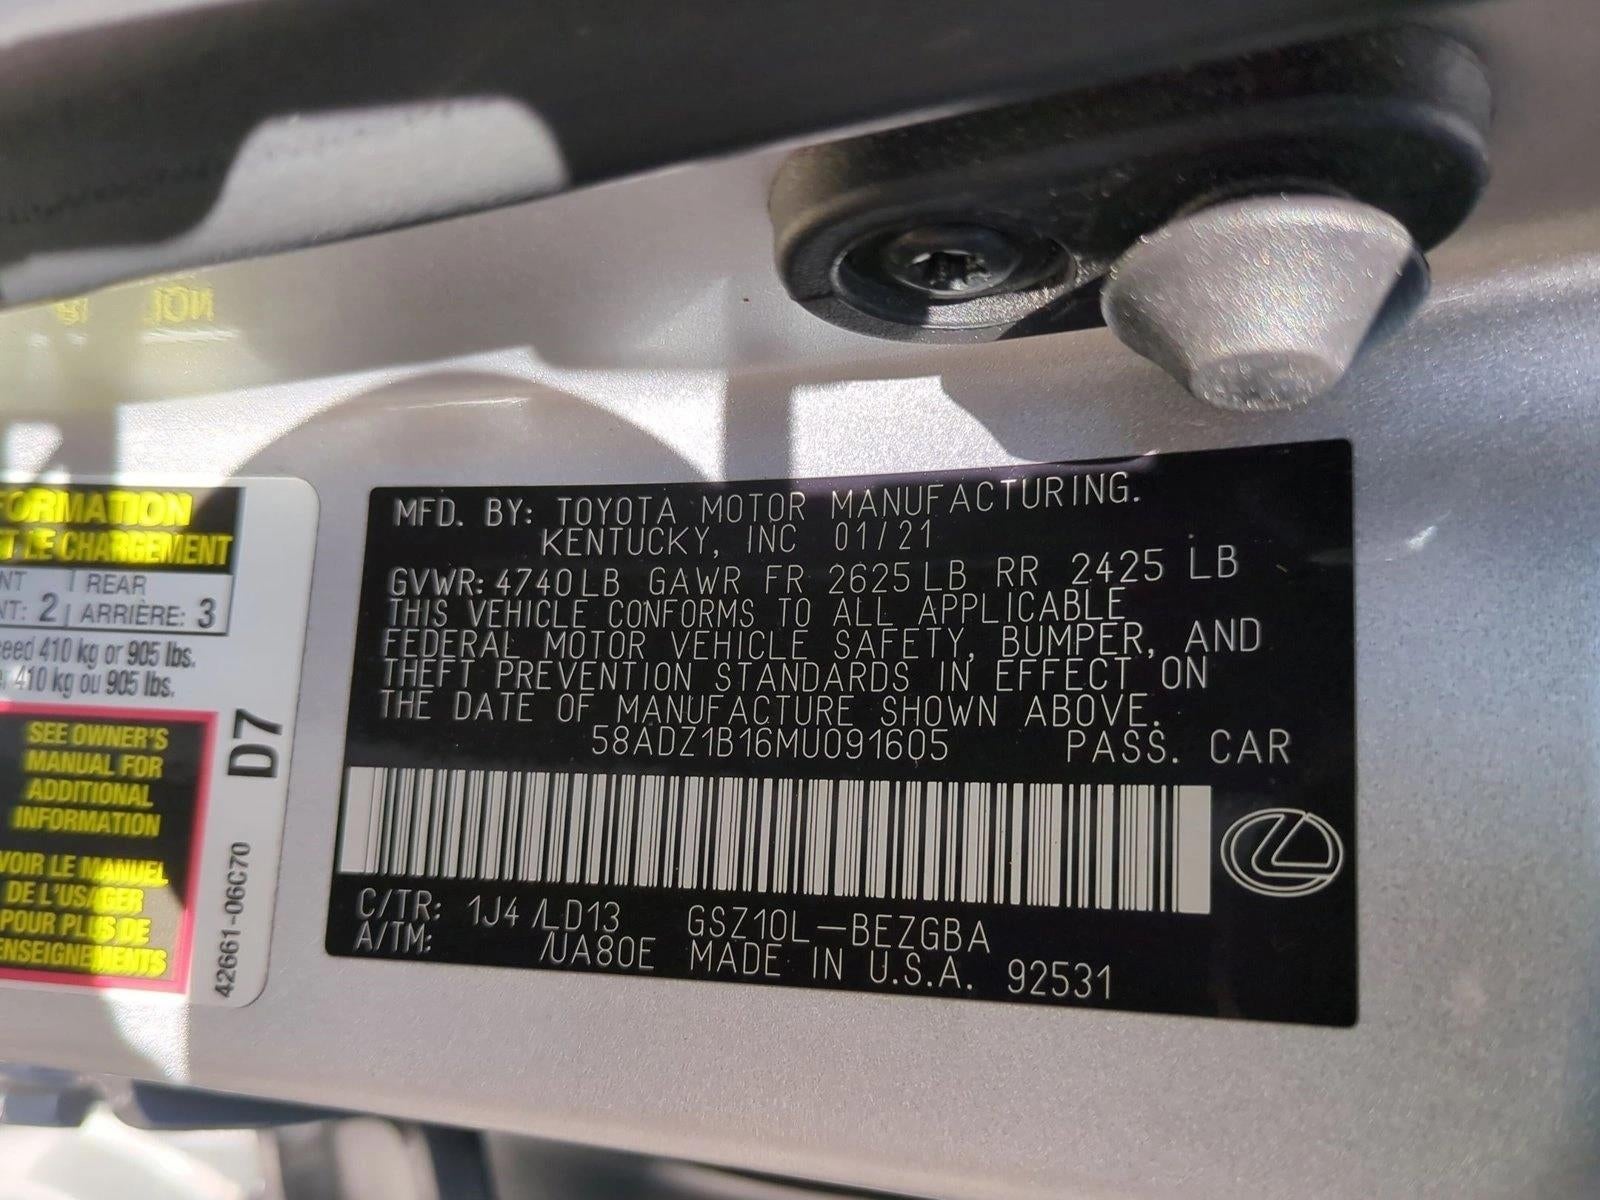 MFD. BY: TOYOTA MOTOR MANUFACTURING.
KENTUCKY, INC 01/21
GVWR: 4740LB GAWR FR 2625LB RR 2425 LB
THIS VEHICLE CONFORMS TO ALL APPLICABLE
FEDERAL MOTOR VEHICLE SAFETY, BUMPER, AND
THEFT PREVENTION STANDARDS IN EFFECT ON
THE DATE OF MANUFACTURE SHOWN ABOVE.
58ADZ1B16MU091605 PASS. CAR
C/TR: 1J4 /LD13 GSZ10L-BEZGBA
A/TM: /UA80E MADE IN U.S.A. 92531
FORMATION
LE CHARGEMENT
NT | REAR
NT: 2 | ARRIÈRE: 3
eed 410 kg or 905 lbs.
410 kg ou 905 lbs.
SEE OWNER'S
MANUAL FOR
ADDITIONAL
INFORMATION
VOIR LE MANUEL
DE L'USAGER
POUR PLUS DE
ENSEIGNEMENTS
D7
42661-06C70